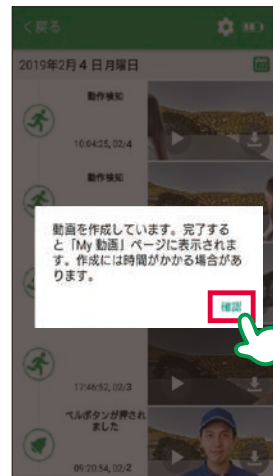 < 戻る
2019年2月4日月曜日
動作検知
10:04:25, 02/4
動作検知
動画を作成しています。完了する
と「My 動画」ページに表示されま
す。作成には時間がかかる場合があ
ります。
確認
17:46:52, 02/3
ベルボタンが押され
ました
09:20:54, 02/2